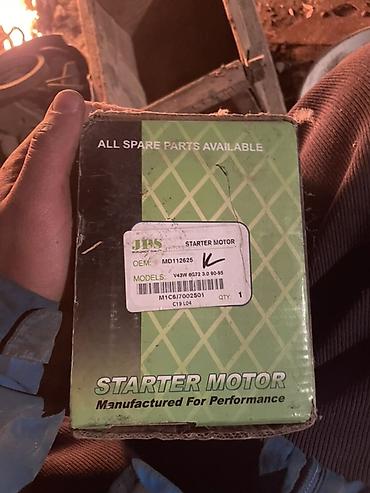 ALL SPARE PARTS AVAILABLE
JBS STARTER MOTOR
OEM: MD112625 K
MODELS: V43W 6G72 3.0 90-95
M1C6J7002S01 QTY: 1
C19 L04
STARTER MOTOR
Manufactured For Performance